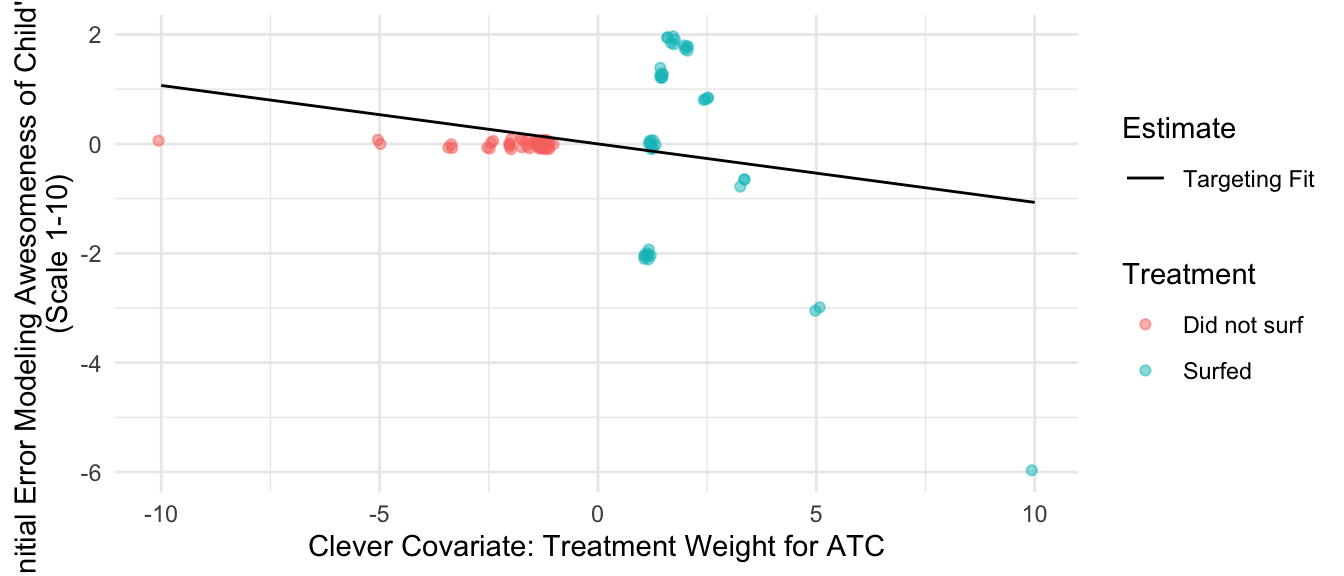 nitial Error Modeling Awesomeness of Child'
(Scale 1-10)
2
0
-2
-4
-6
-10
-5
0
5
10
Clever Covariate: Treatment Weight for ATC
Estimate
Targeting Fit
Treatment
Did not surf
Surfed